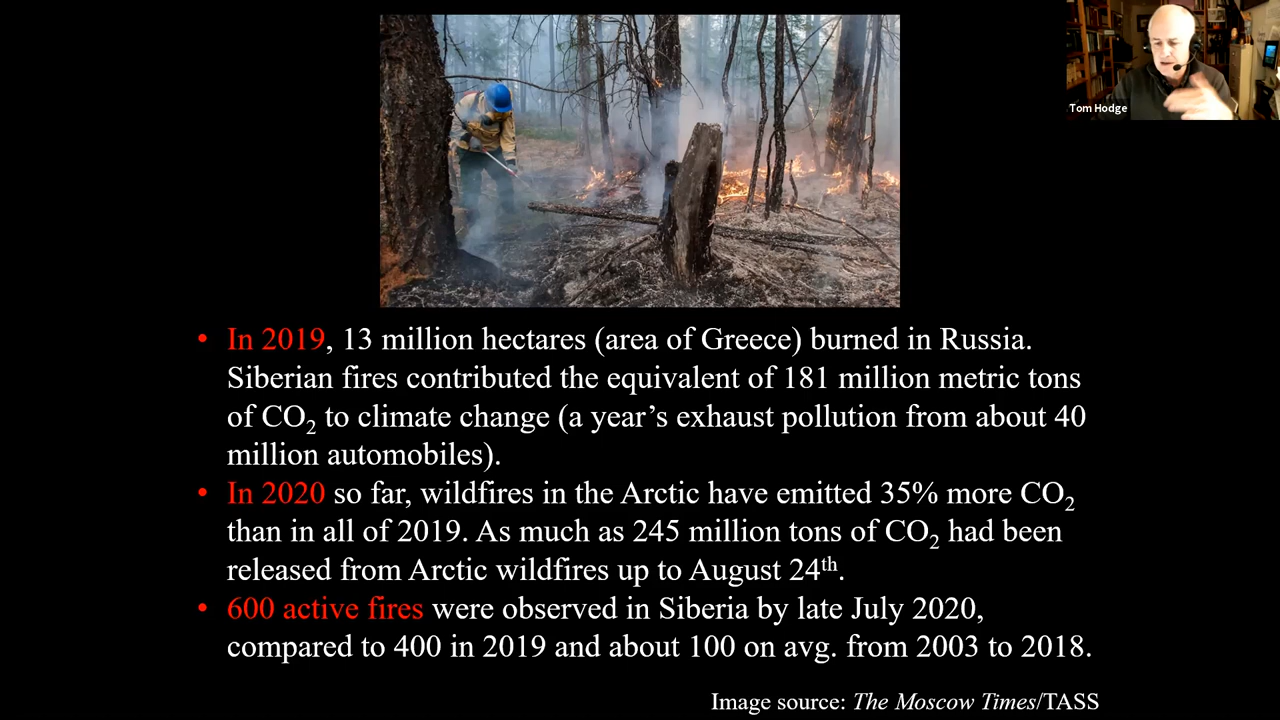 Tom Hodge
• In 2019, 13 million hectares (area of Greece) burned in Russia.
Siberian fires contributed the equivalent of 181 million metric tons
of CO₂ to climate change (a year’s exhaust pollution from about 40
million automobiles).
• In 2020 so far, wildfires in the Arctic have emitted 35% more CO₂
than in all of 2019. As much as 245 million tons of CO₂ had been
released from Arctic wildfires up to August 24th.
• 600 active fires were observed in Siberia by late July 2020,
compared to 400 in 2019 and about 100 on avg. from 2003 to 2018.
Image source: The Moscow Times/TASS